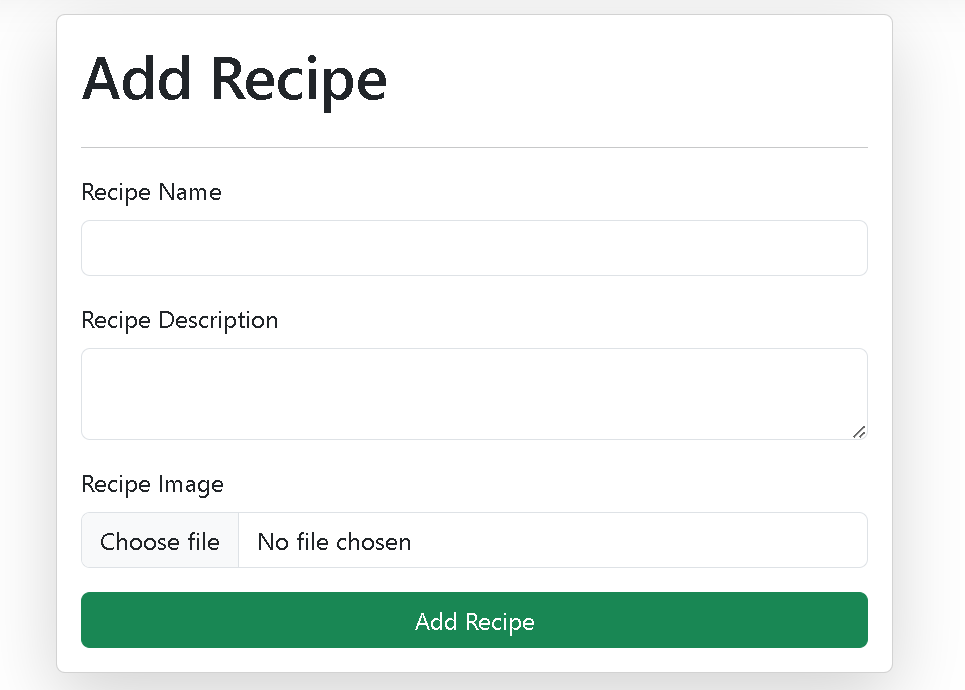 Add Recipe
Recipe Name
Recipe Description
Recipe Image
Choose file No file chosen
Add Recipe